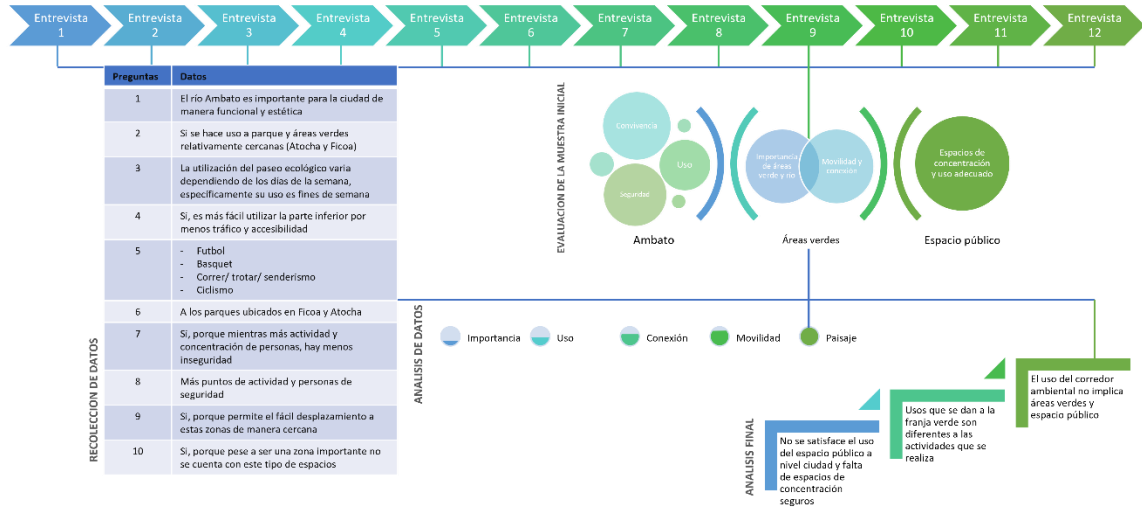 Entrevista 1
Entrevista 2
Entrevista 3
Entrevista 4
Entrevista 5
Entrevista 6
Entrevista 7
Entrevista 8
Entrevista 9
Entrevista 10
Entrevista 11
Entrevista 12
RECOLECCION DE DATOS
Preguntas Datos
1 El río Ambato es importante para la ciudad de
manera funcional y estética
2 Si se hace uso a parque y áreas verdes
relativamente cercanas (Atocha y Ficoa)
3 La utilización del paseo ecológico varia
dependiendo de los días de la semana,
específicamente su uso es fines de semana
4 Si, es más fácil utilizar la parte inferior por
menos tráfico y accesibilidad
5 - Futbol
- Basquet
- Correr/ trotar/ senderismo
- Ciclismo
6 A los parques ubicados en Ficoa y Atocha
7 Si, porque mientras más actividad y
concentración de personas, hay menos
inseguridad
8 Más puntos de actividad y personas de
seguridad
9 Si, porque permite el fácil desplazamiento a
estas zonas de manera cercana
10 Si, porque pese a ser una zona importante no
se cuenta con este tipo de espacios
EVALUACION DE LA MUESTRA INICIAL
Convivencia
Uso
Seguridad
Ambato
Importancia
de áreas
verde y rio
Movilidad y
conexión
Áreas verdes
Espacios de
concentración
y uso adecuado
Espacio público
ANALISIS DE DATOS
Importancia
Uso
Conexión
Movilidad
Paisaje
ANALISIS FINAL
No se satisface el uso
del espacio público a
nivel ciudad y falta
de espacios de
concentración
seguros
Usos que se dan a la
franja verde son
diferentes a las
actividades que se
realiza
El uso del corredor
ambiental no implica
áreas verdes y
espacio público